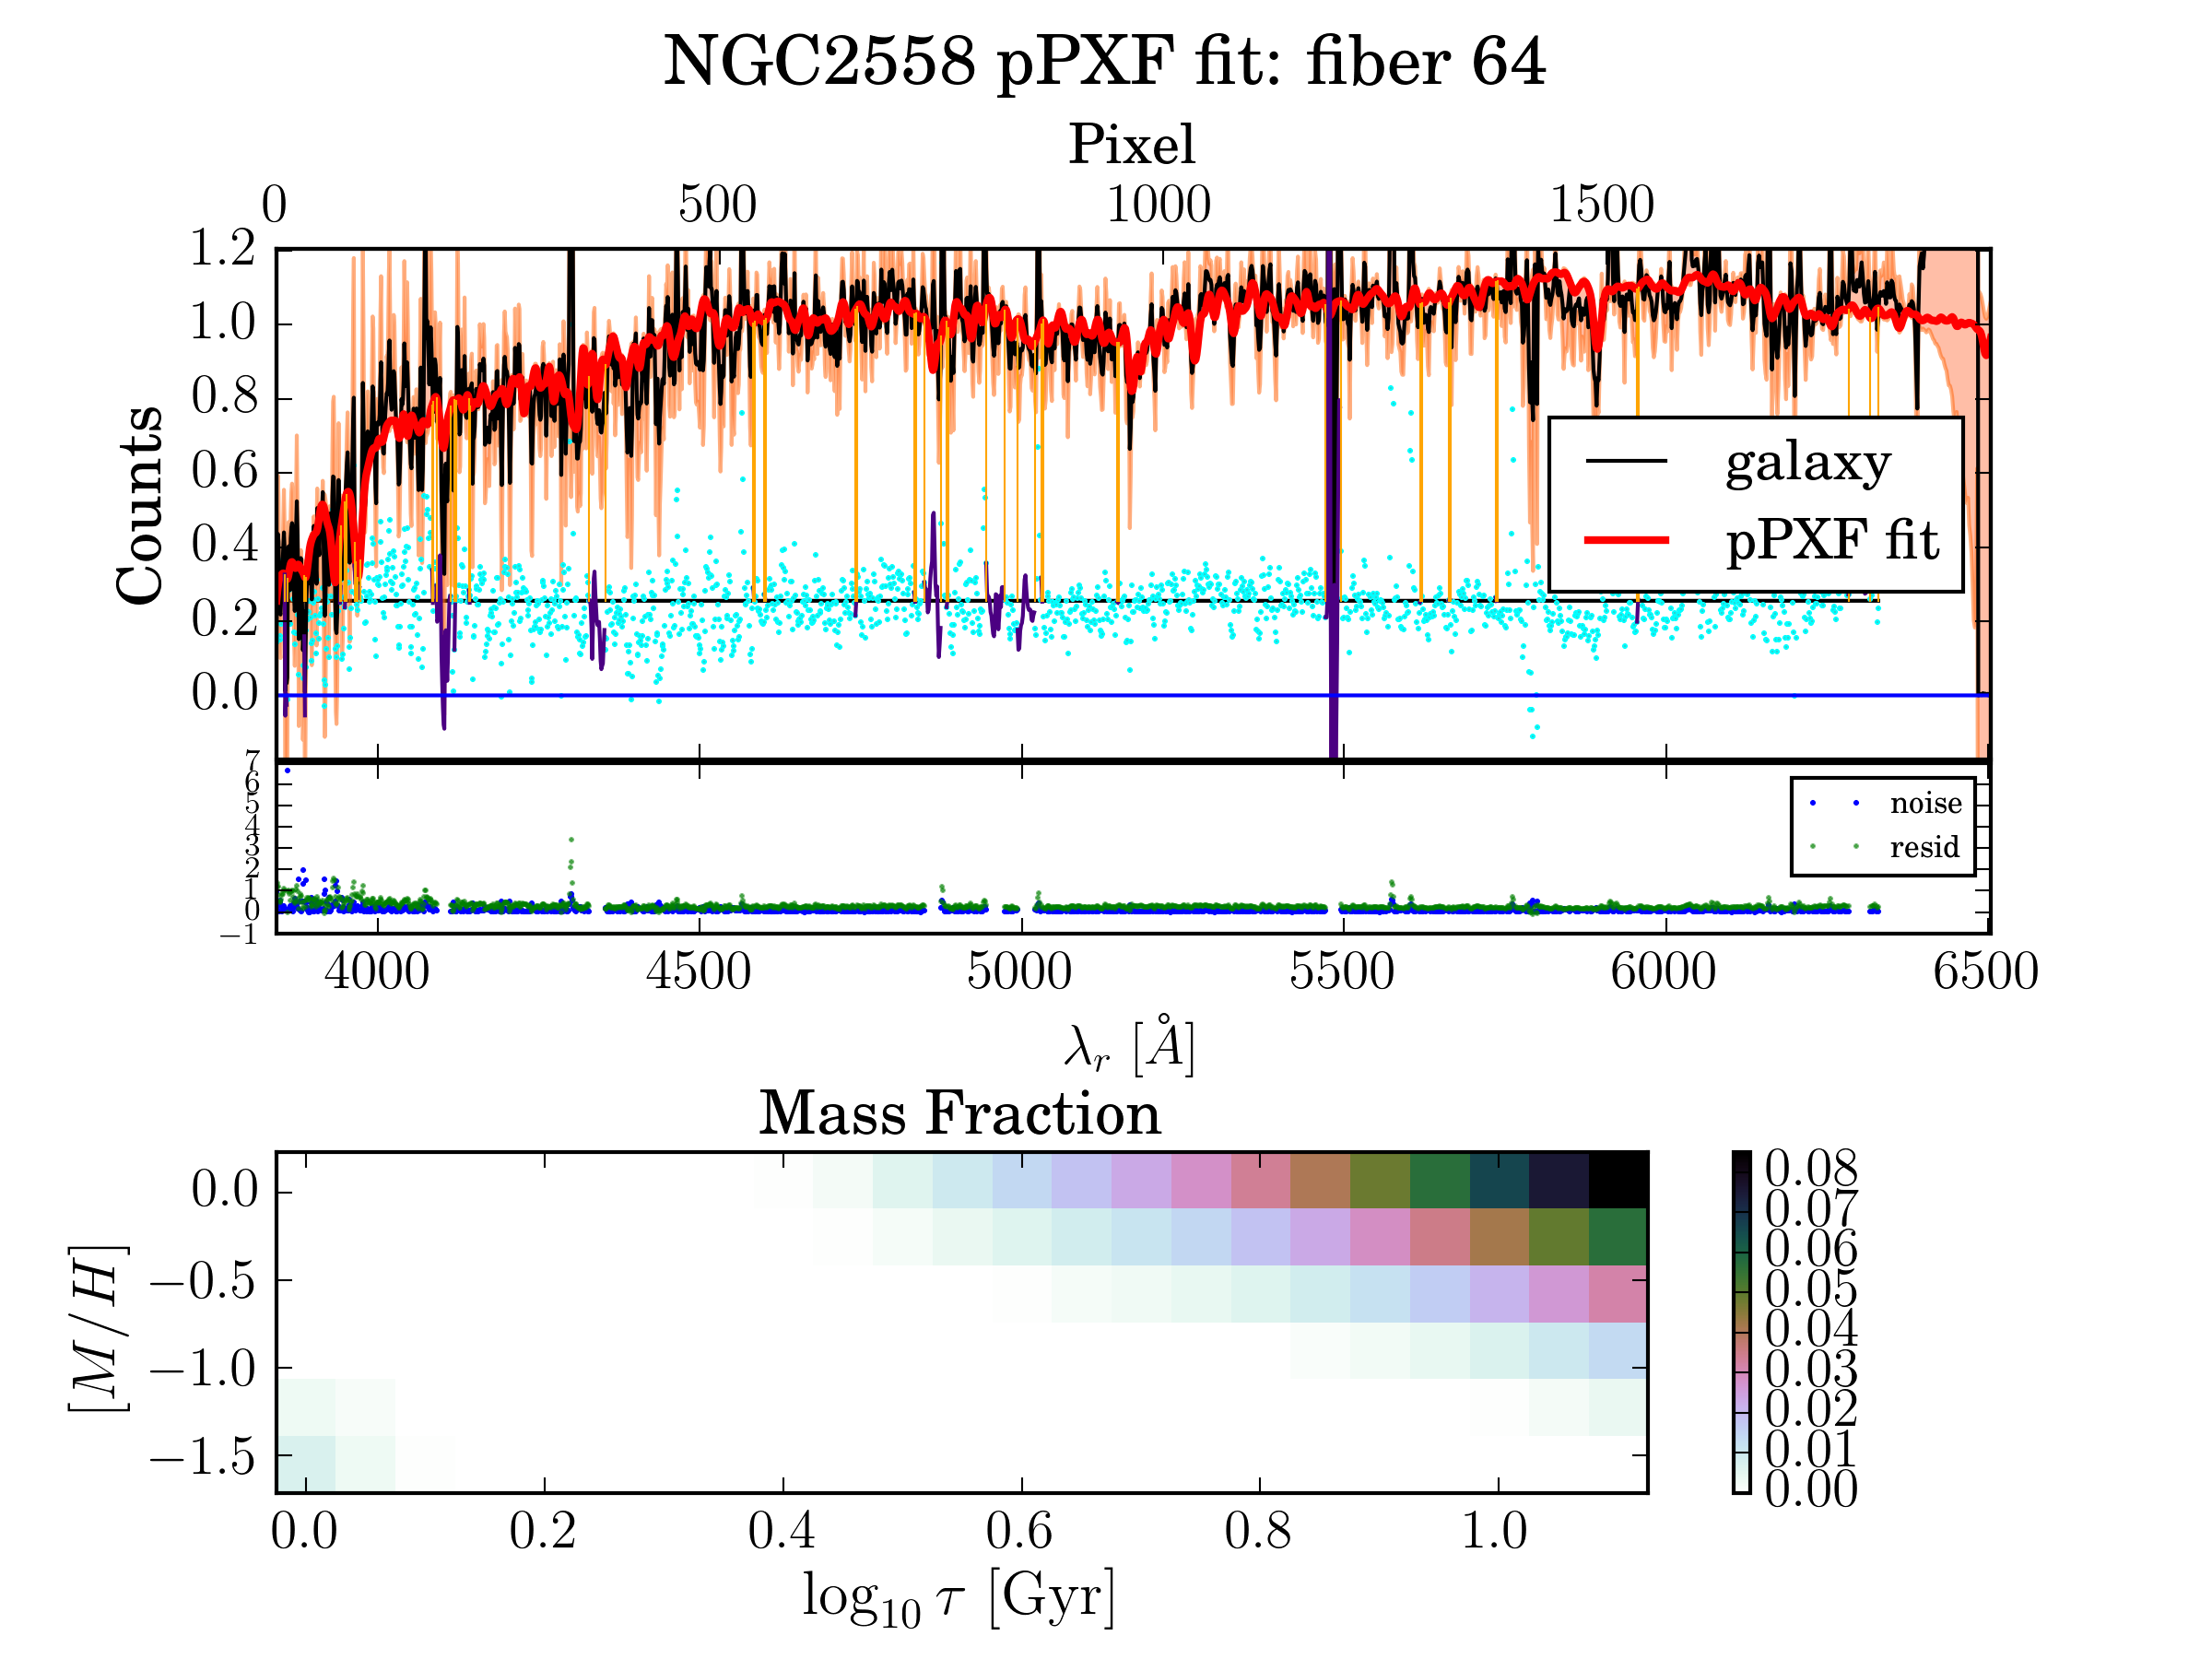 NGC2558 pPXF fit: fiber 64
Pixel
0 500 1000 1500
1.2
1.0
0.8
0.6
0.4
0.2
0.0
Counts
galaxy
pPXF fit
7
6
5
4
3
2
1
0
−1
noise
resid
4000 4500 5000 5500 6000 6500
λr [Å]
Mass Fraction
0.0
−0.5
−1.0
−1.5
[M/H]
0.08
0.07
0.06
0.05
0.04
0.03
0.02
0.01
0.00
0.0 0.2 0.4 0.6 0.8 1.0
log10 τ [Gyr]